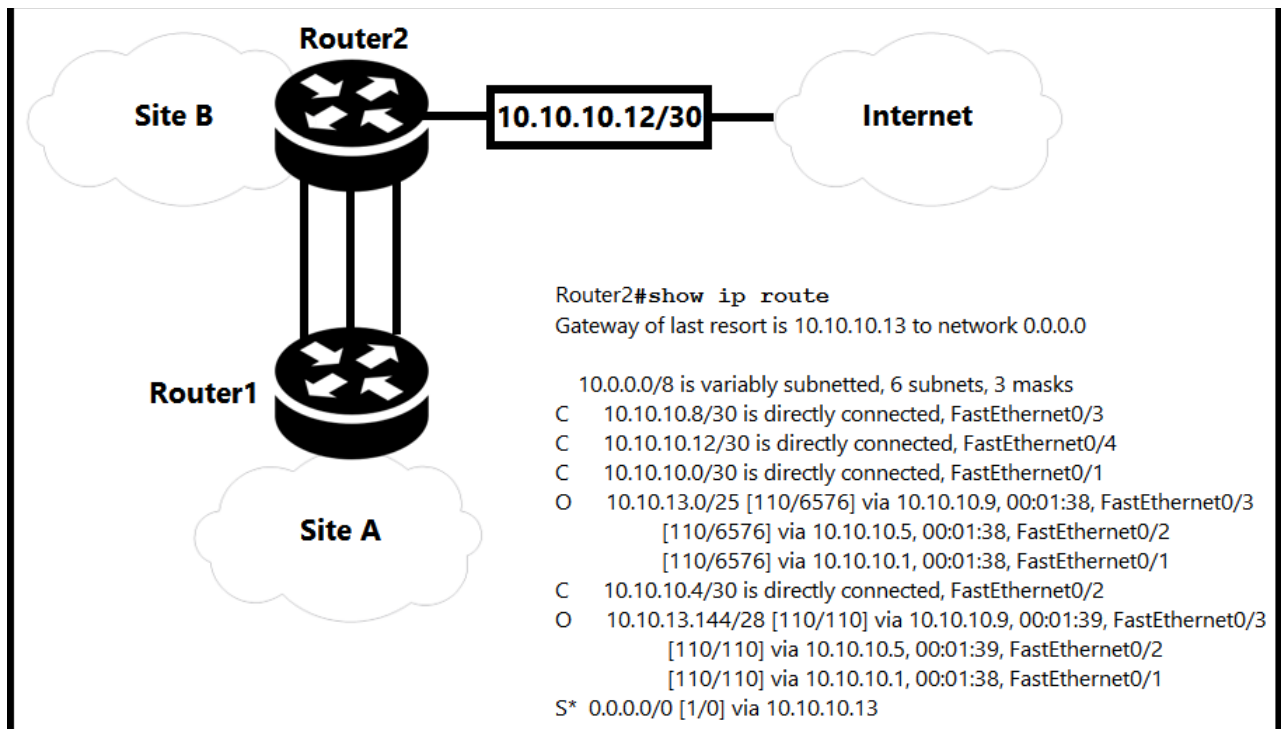 Router2
Site B
10.10.10.12/30
Internet
Router1
Site A
Router2#show ip route
Gateway of last resort is 10.10.10.13 to network 0.0.0.0
10.0.0.0/8 is variably subnetted, 6 subnets, 3 masks
C 10.10.10.8/30 is directly connected, FastEthernet0/3
C 10.10.10.12/30 is directly connected, FastEthernet0/4
C 10.10.10.0/30 is directly connected, FastEthernet0/1
O 10.10.13.0/25 [110/6576] via 10.10.10.9, 00:01:38, FastEthernet0/3
[110/6576] via 10.10.10.5, 00:01:38, FastEthernet0/2
[110/6576] via 10.10.10.1, 00:01:38, FastEthernet0/1
C 10.10.10.4/30 is directly connected, FastEthernet0/2
O 10.10.13.144/28 [110/110] via 10.10.10.9, 00:01:39, FastEthernet0/3
[110/110] via 10.10.10.5, 00:01:39, FastEthernet0/2
[110/110] via 10.10.10.1, 00:01:38, FastEthernet0/1
S* 0.0.0.0/0 [1/0] via 10.10.10.13